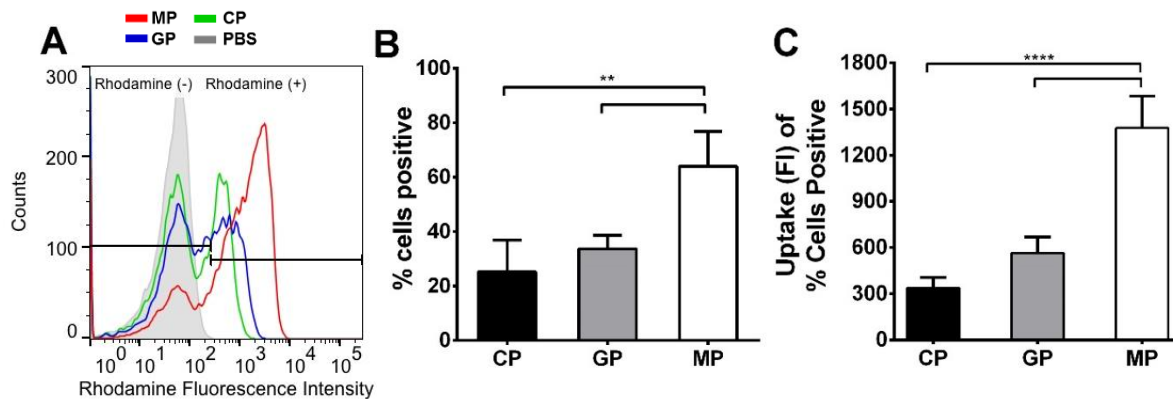 MP CP
GP PBS
A
Rhodamine (-) Rhodamine (+)
300
200
100
0
Counts
10^0 10^1 10^2 10^3 10^4 10^5
Rhodamine Fluorescence Intensity
B
**
100
80
60
40
20
0
% cells positive
CP GP MP
C
****
1800
1500
1200
900
600
300
0
Uptake (FI) of
% Cells Positive
CP GP MP